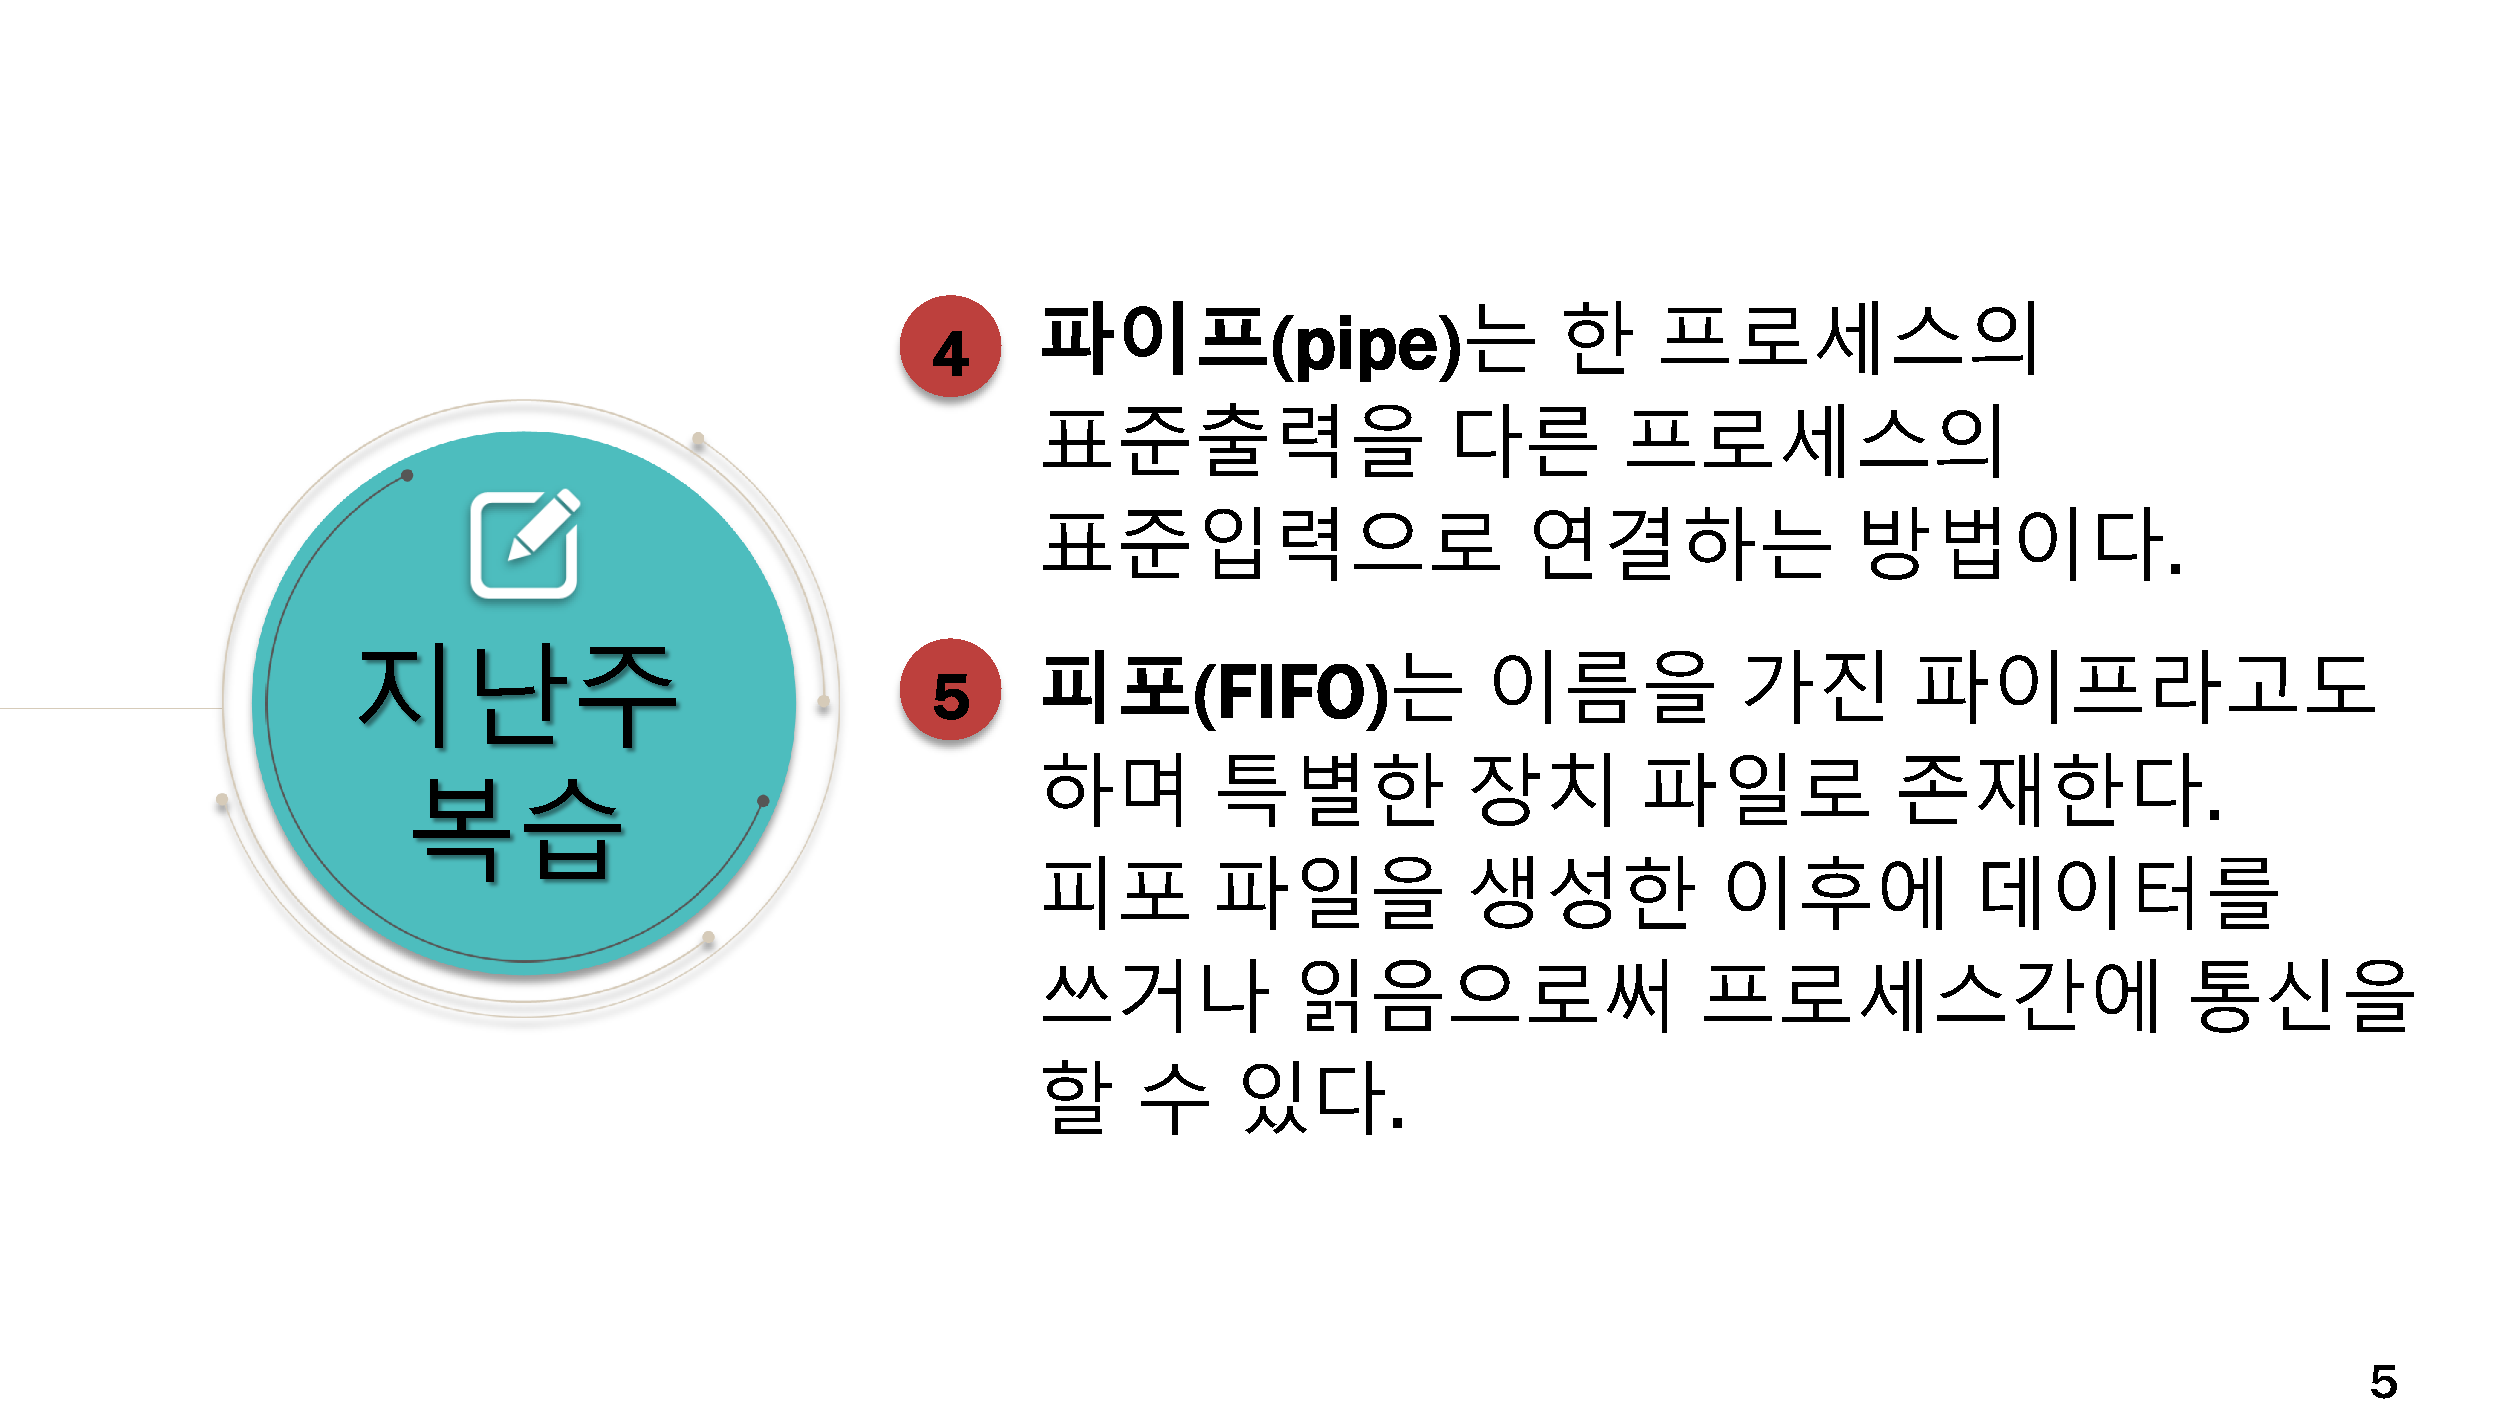 지난주
복습
4
파이프(pipe)는 한 프로세스의
표준출력을 다른 프로세스의
표준입력으로 연결하는 방법이다.
5
피포(FIFO)는 이름을 가진 파이프라고도
하며 특별한 장치 파일로 존재한다.
피포 파일을 생성한 이후에 데이터를
쓰거나 읽음으로써 프로세스간에 통신을
할 수 있다.
5